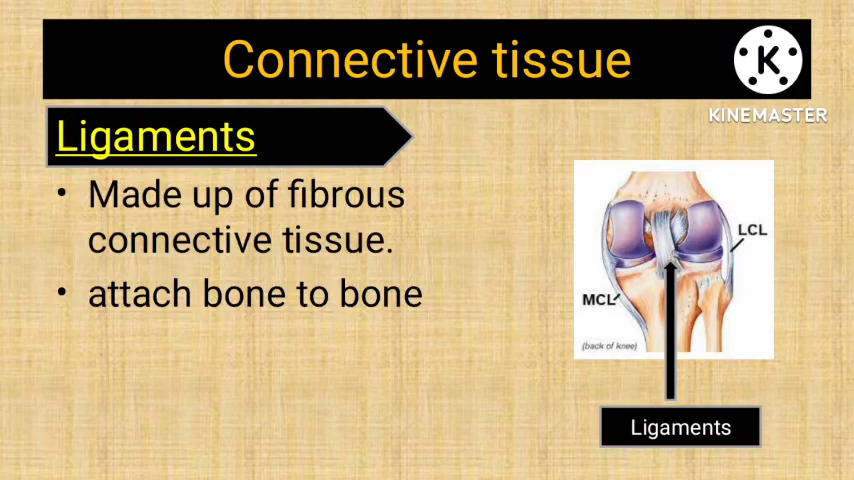 Connective tissue
K
KINEMASTER
Ligaments
• Made up of fibrous
connective tissue.
• attach bone to bone
LCL
MCL
(back of knee)
Ligaments